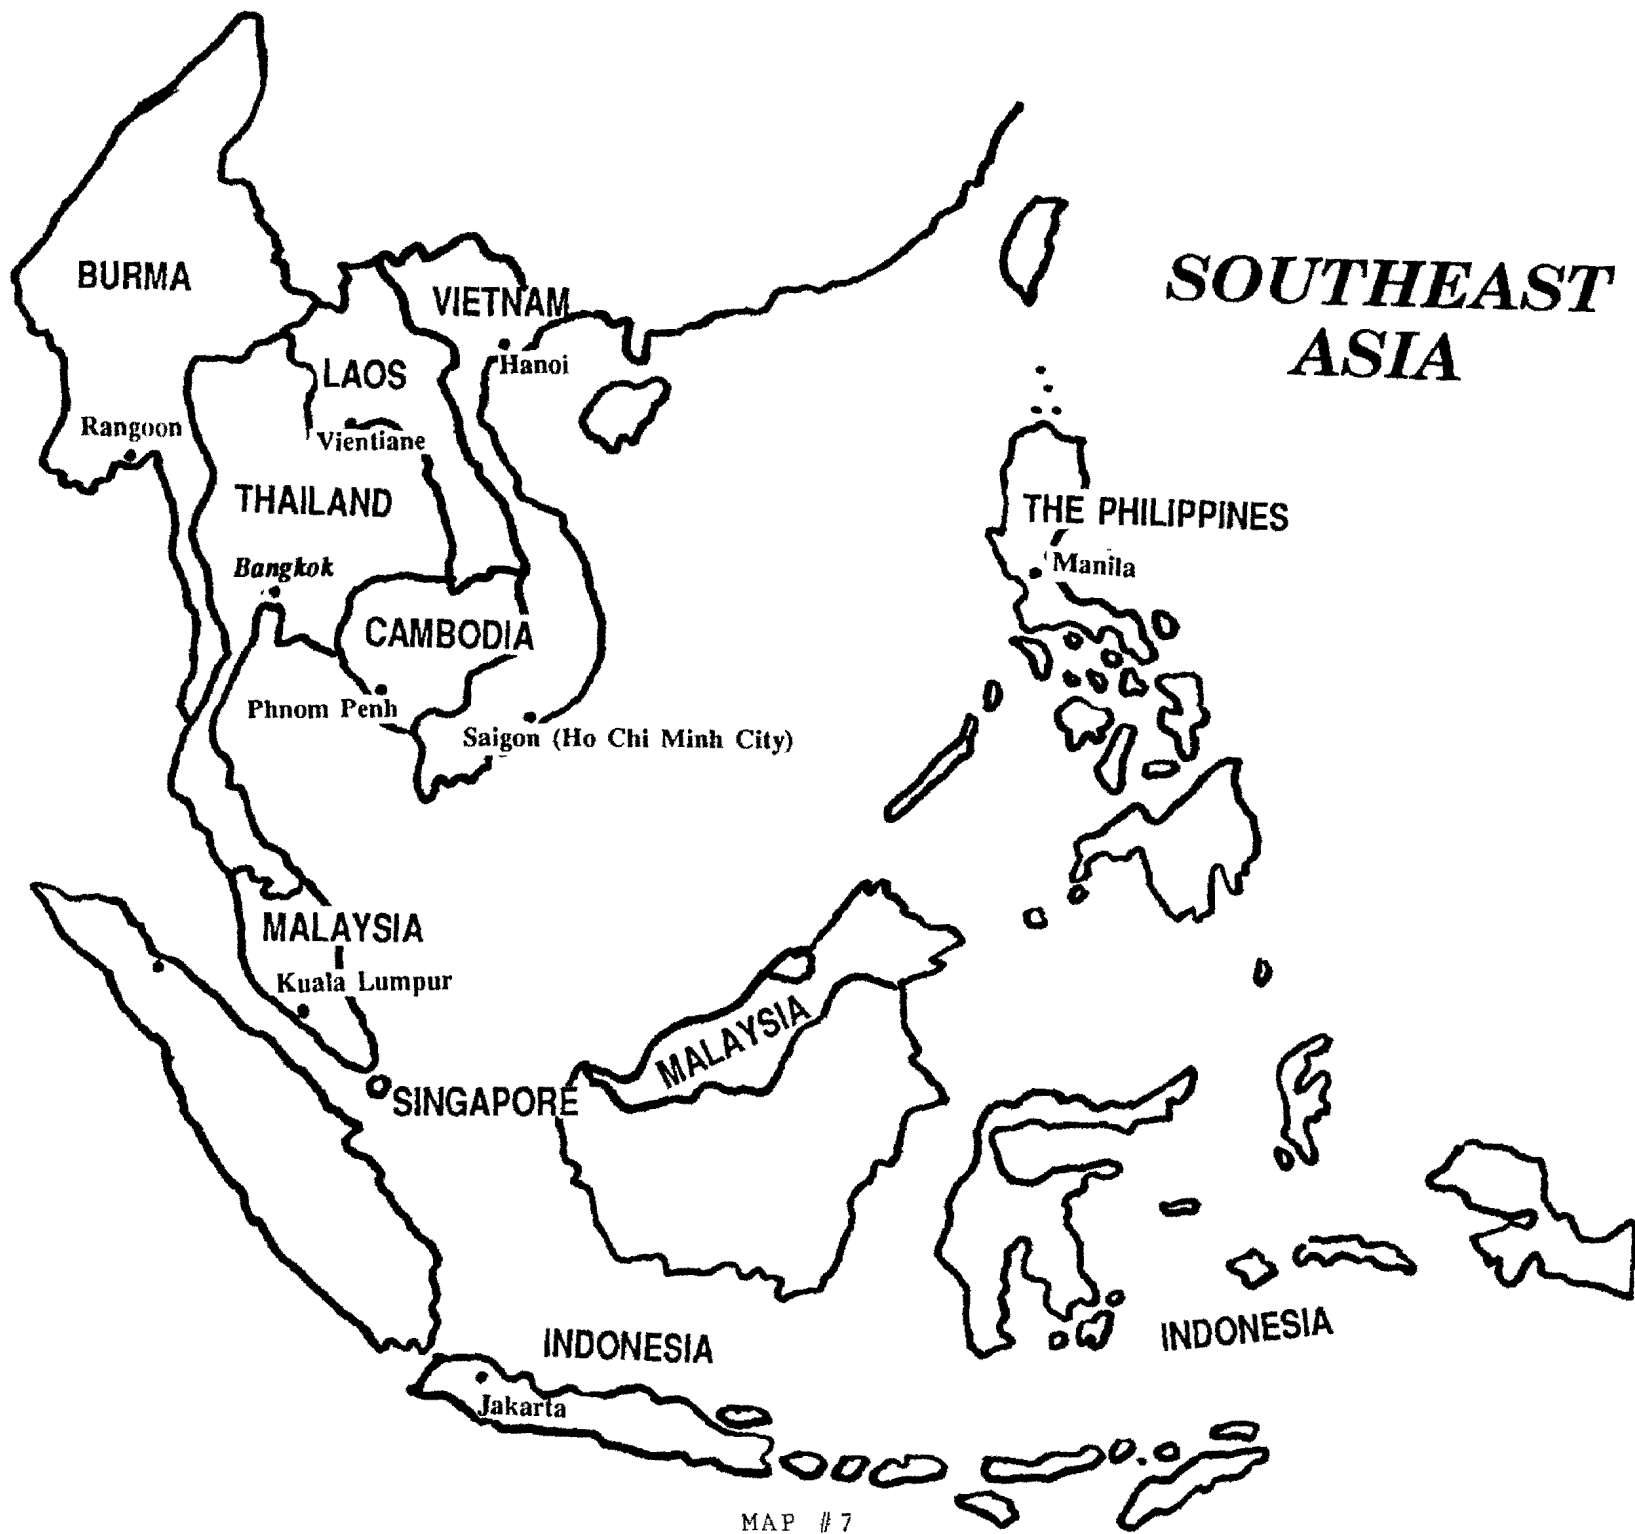 SOUTHEAST
ASIA
BURMA
VIETNAM
Hanoi
LAOS
Rangoon
Vientiane
THAILAND
THE PHILIPPINES
Bangkok
Manila
CAMBODIA
Phnom Penh
Saigon (Ho Chi Minh City)
MALAYSIA
Kuala Lumpur
MALAYSIA
SINGAPORE
INDONESIA
INDONESIA
Jakarta
MAP #7